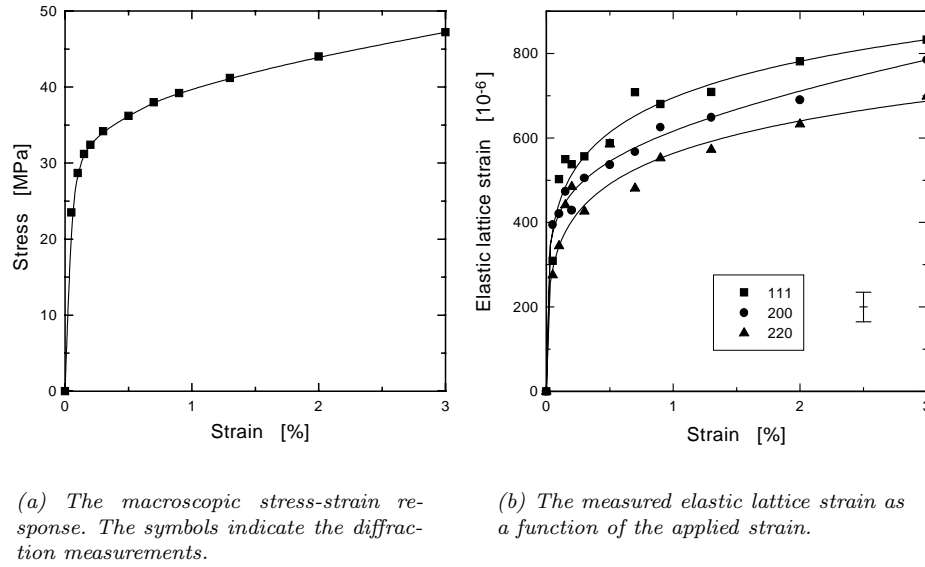 50
40
30
20
10
0
Stress [MPa]
0
1
2
3
Strain [%]
800
600
400
200
0
Elastic lattice strain [10-6]
111
200
220
0
1
2
3
Strain [%]
(a) The macroscopic stress-strain re-
sponse. The symbols indicate the diffrac-
tion measurements.
(b) The measured elastic lattice strain as
a function of the applied strain.